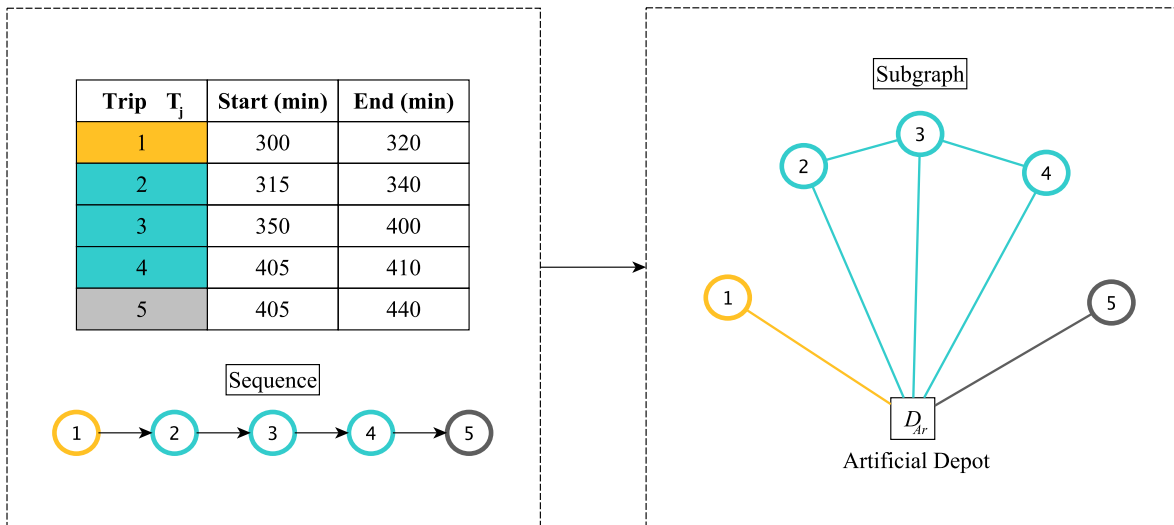 Trip T_j Start (min) End (min)
1 300 320
2 315 340
3 350 400
4 405 410
5 405 440
Sequence
1 2 3 4 5
Subgraph
3
2 4
1 5
D_Ar
Artificial Depot